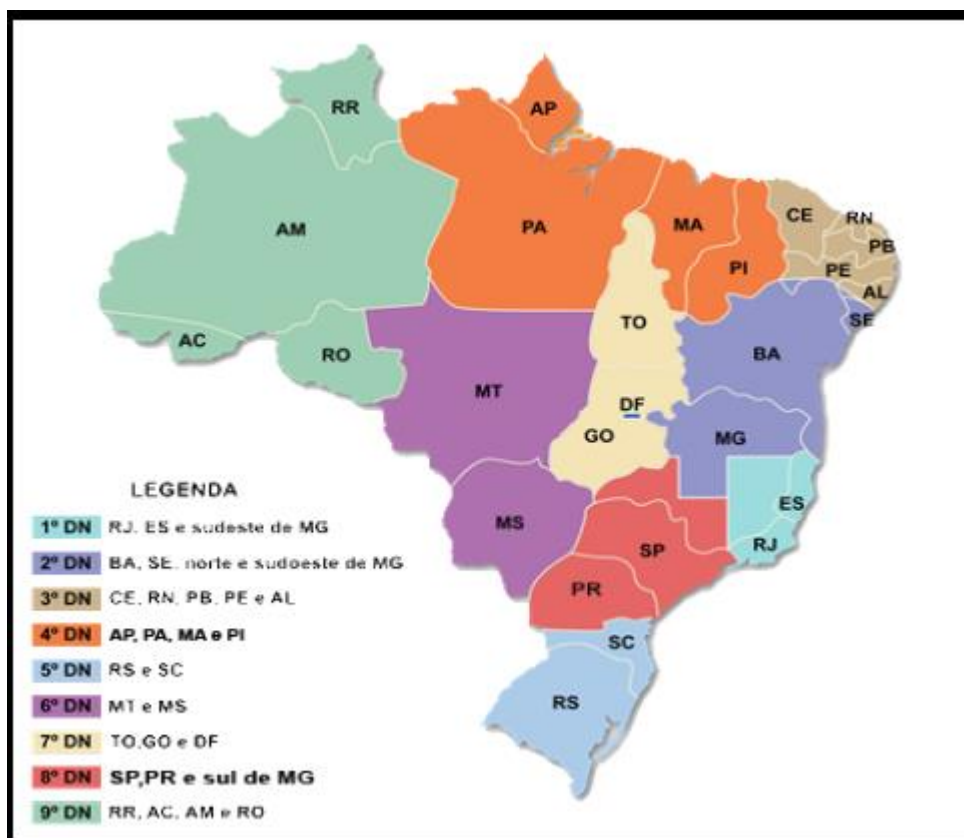 RR
AP
AM
PA
MA
CE
RN
PB
PI
PE
AL
SE
AC
RO
TO
BA
MT
DF
GO
MG
MS
ES
SP
RJ
PR
SC
RS
LEGENDA
1º DN RJ, ES e sudeste de MG
2º DN BA, SE, norte e sudoeste de MG
3º DN CE, RN, PB, PE e AL
4º DN AP, PA, MA e PI
5º DN RS e SC
6º DN MT e MS
7º DN TO,GO e DF
8º DN SP,PR e sul de MG
9º DN RR, AC, AM e RO